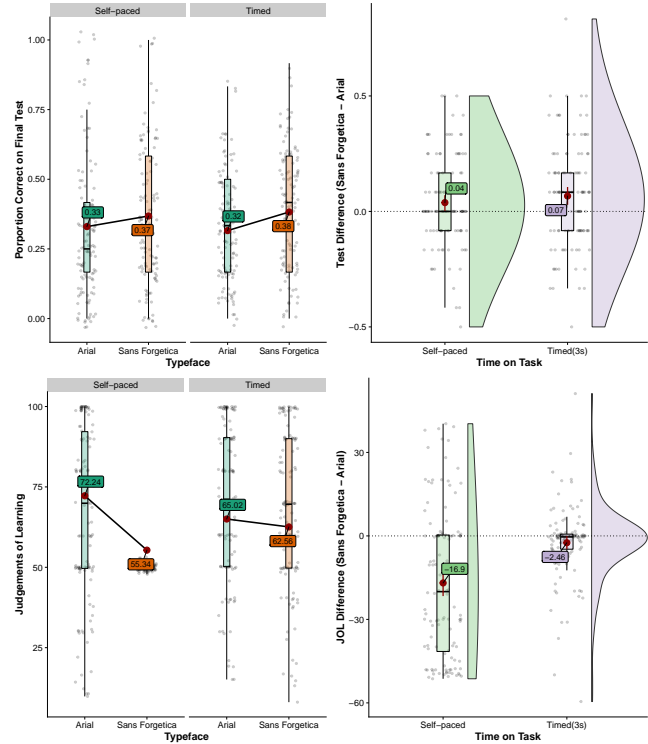 Self−paced
Timed
Porportion Correct on Final Test
1.00
0.75
0.50
0.25
0.00
0.33
0.37
0.32
0.38
Arial
Sans Forgetica
Arial
Sans Forgetica
Typeface
Test Difference (Sans Forgetica − Arial)
0.5
0.0
−0.5
0.04
0.07
Self−paced
Timed(3s)
Time on Task
Self−paced
Timed
Judgements of Learning
100
75
50
25
72.24
55.34
65.02
62.56
Arial
Sans Forgetica
Arial
Sans Forgetica
Typeface
JOL Difference (Sans Forgetica − Arial)
30
0
−30
−60
−16.9
−2.46
Self−paced
Timed(3s)
Time on Task